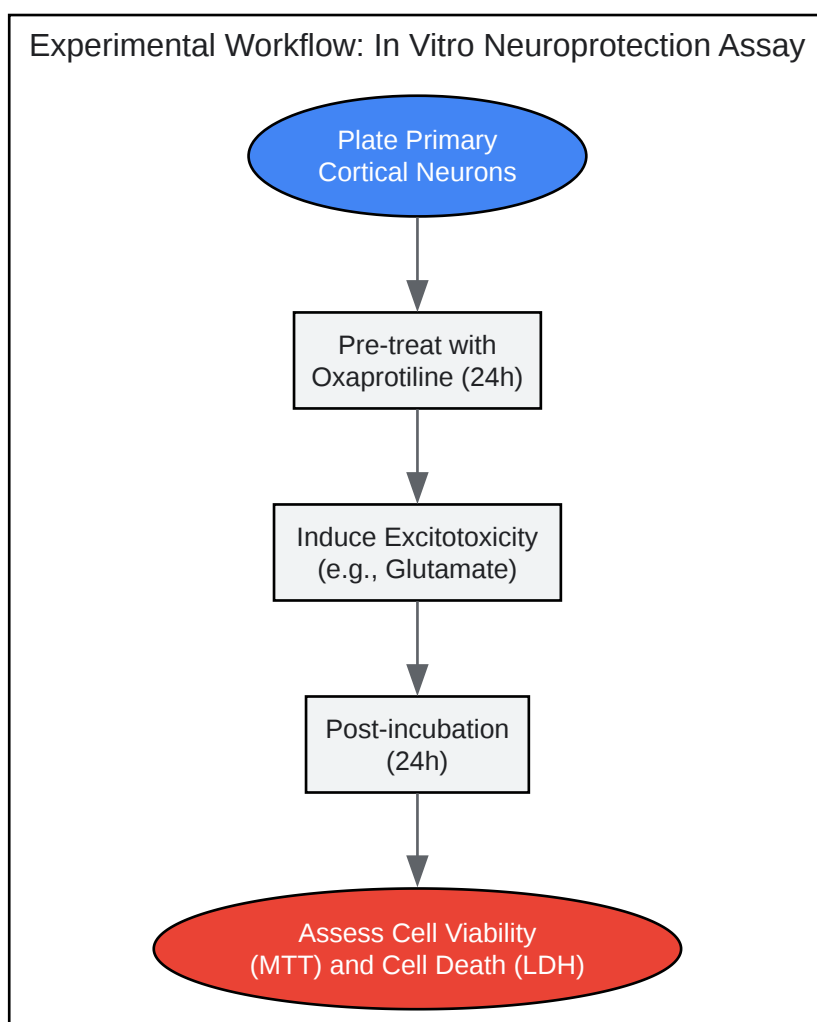 Experimental Workflow: In Vitro Neuroprotection Assay
Plate Primary
Cortical Neurons
Pre-treat with
Oxaprotiline (24h)
Induce Excitotoxicity
(e.g., Glutamate)
Post-incubation
(24h)
Assess Cell Viability
(MTT) and Cell Death (LDH)